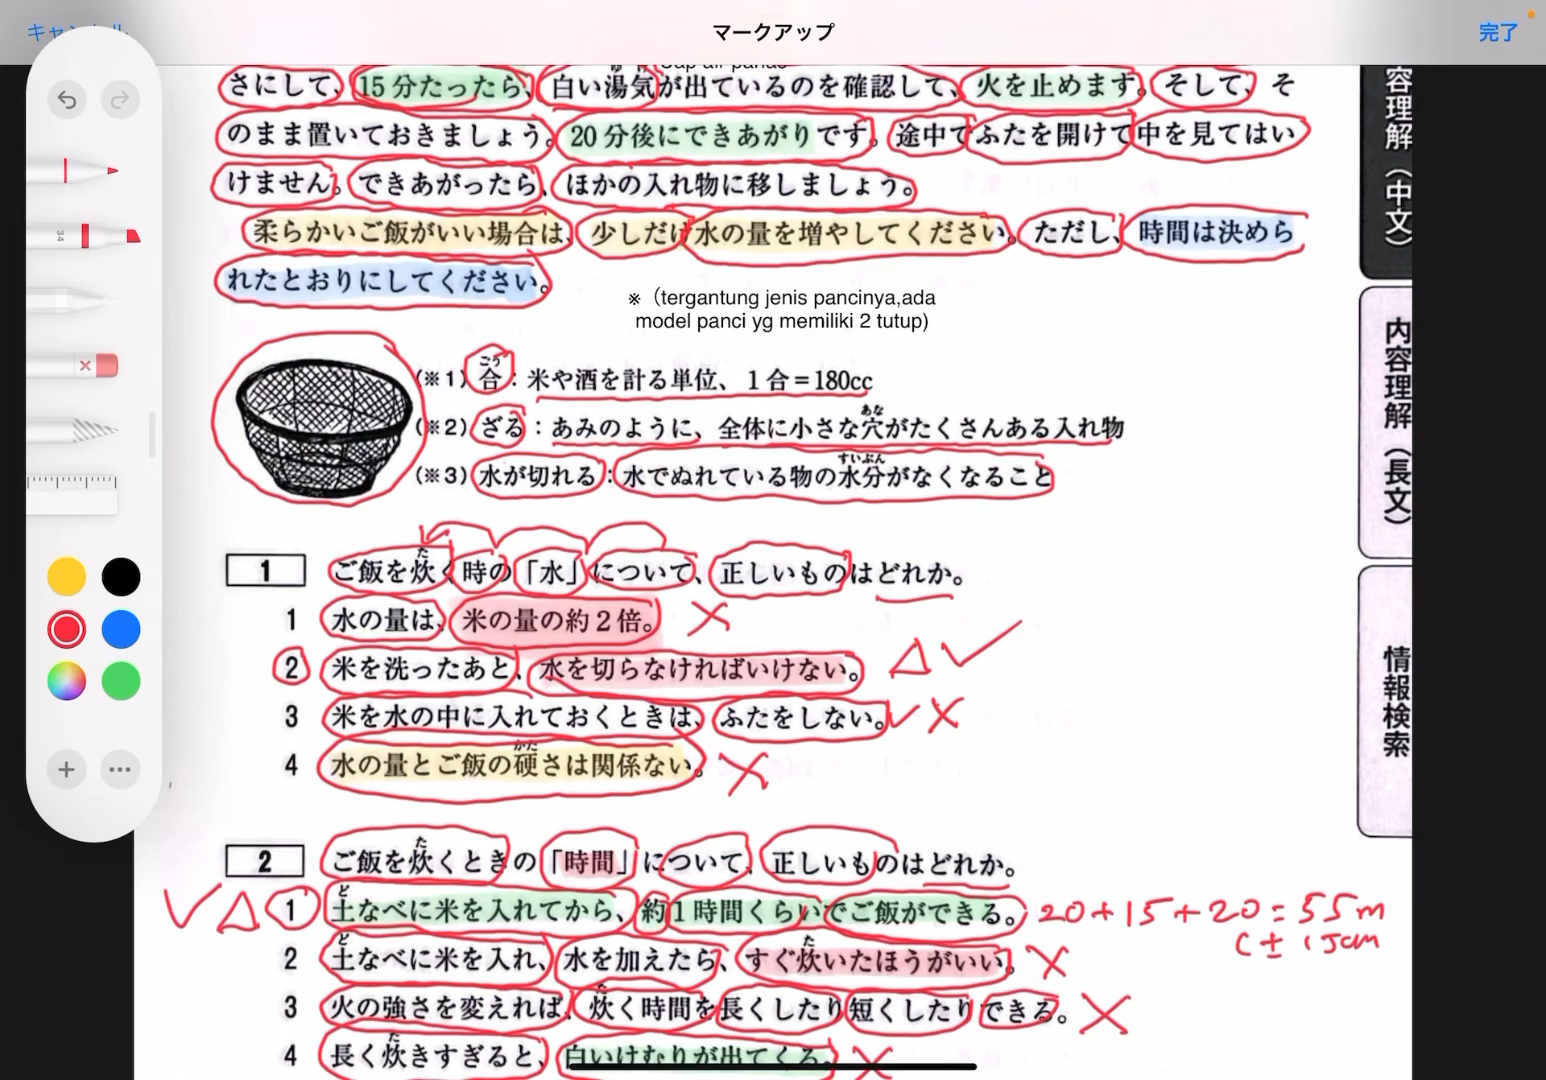 キャンセル
マークアップ
完了
さにして、15分たったら、白い湯気が出ているのを確認して、火を止めます。そして、そ
のまま置いておきましょう。20分後にできあがりです。途中でふたを開けて中を見てはい
けません。できあがったら、ほかの入れ物に移しましょう。
柔らかいご飯がいい場合は、少しだけ水の量を増やしてください。ただし、時間は決めら
れたとおりにしてください。
※（tergantung jenis pancinya,ada
model panci yg memiliki 2 tutup)
ごう
(※1) 合：米や酒を計る単位、1合＝180cc
あな
(※2) ざる：あみのように、全体に小さな穴がたくさんある入れ物
すいぶん
(※3) 水が切れる：水でぬれている物の水分がなくなること
た
1 ご飯を炊く時の「水」について、正しいものはどれか。
1 水の量は、米の量の約2倍。
2 米を洗ったあと、水を切らなければいけない。
3 米を水の中に入れておくときは、ふたをしない。
かた
4 水の量とご飯の硬さは関係ない。
た
2 ご飯を炊くときの「時間」について、正しいものはどれか。
ど
1 土なべに米を入れてから、約1時間くらいでご飯ができる。 20+15+20=55m
ど た
2 土なべに米を入れ、水を加えたら、すぐ炊いたほうがいい。
た
3 火の強さを変えれば、炊く時間を長くしたり短くしたりできる。
た
4 長く炊きすぎると、白いけむりが出てくる。
容理解（中文）
内容理解（長文）
情報検索